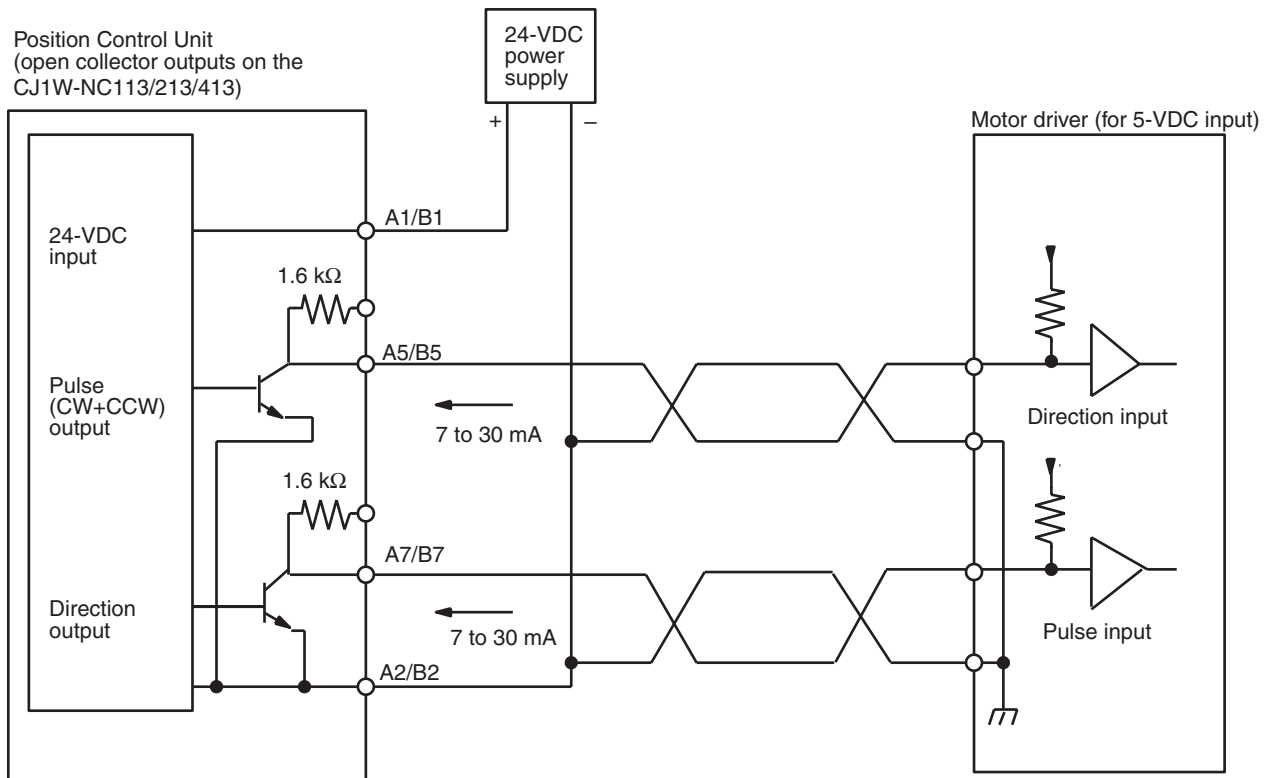 Position Control Unit
(open collector outputs on the
CJ1W-NC113/213/413)
24-VDC
power
supply
+
–
Motor driver (for 5-VDC input)
24-VDC
input
A1/B1
1.6 kΩ
A5/B5
Pulse
(CW+CCW)
output
7 to 30 mA
Direction input
1.6 kΩ
A7/B7
Direction
output
7 to 30 mA
Pulse input
A2/B2